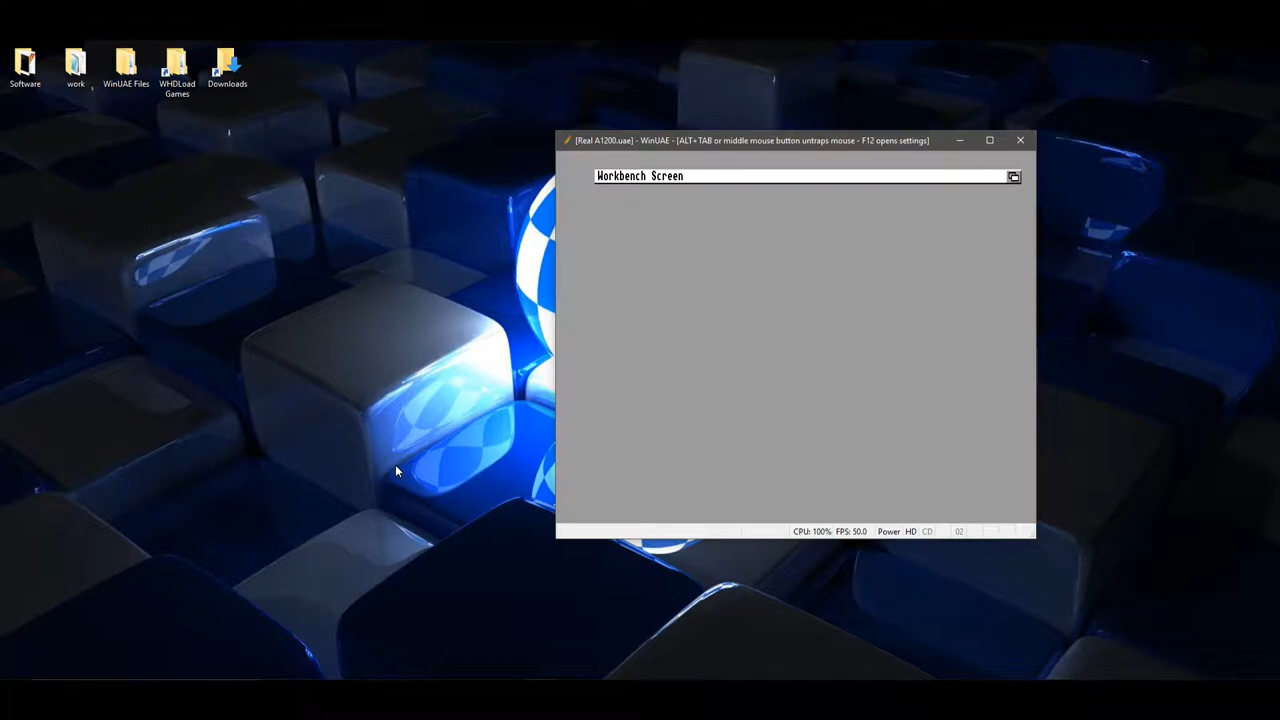 Software
work
WinUAE Files
WHDLoad
Games
Downloads
[Real A1200.uae] - WinUAE - [ALT+TAB or middle mouse button untraps mouse - F12 opens settings]
Workbench Screen
CPU: 100%
FPS: 50.0
Power
HD
CD
02